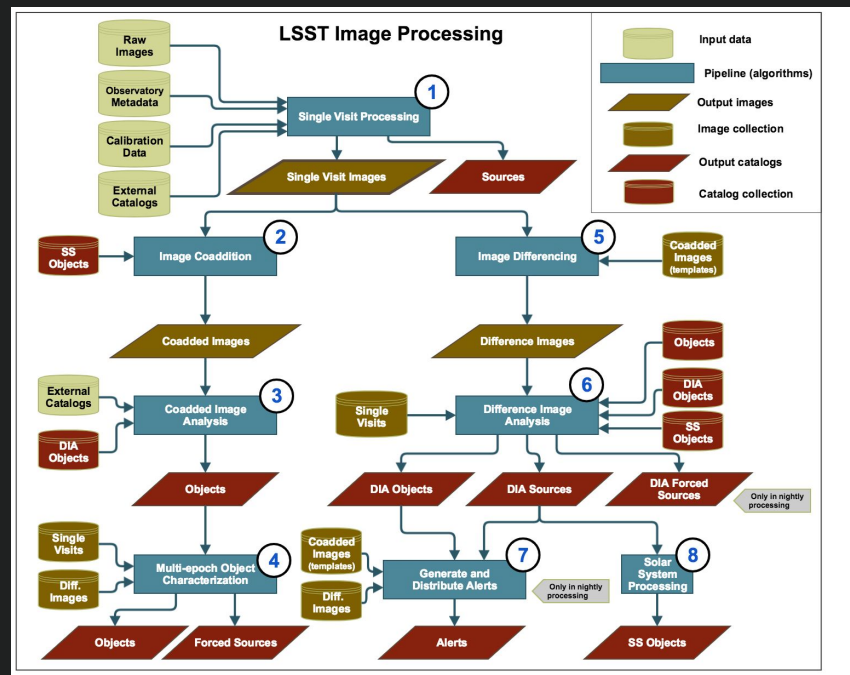 LSST Image Processing
Raw
Images
Observatory
Metadata
Calibration
Data
External
Catalogs
1
Single Visit Processing
Single Visit Images
Sources
Input data
Pipeline (algorithms)
Output images
Image collection
Output catalogs
Catalog collection
SS
Objects
2
Image Coaddition
5
Image Differencing
Coadded
Images
(templates)
Coadded Images
Difference Images
Objects
DIA
Objects
SS
Objects
External
Catalogs
DIA
Objects
3
Coadded Image
Analysis
Single
Visits
6
Difference Image
Analysis
Objects
DIA Objects
DIA Sources
DIA Forced
Sources
Only in nightly
processing
Single
Visits
Diff.
Images
4
Multi-epoch Object
Characterization
Coadded
Images
(templates)
Diff.
Images
7
Generate and
Distribute Alerts
Only in nightly
processing
8
Solar
System
Processing
Objects
Forced Sources
Alerts
SS Objects